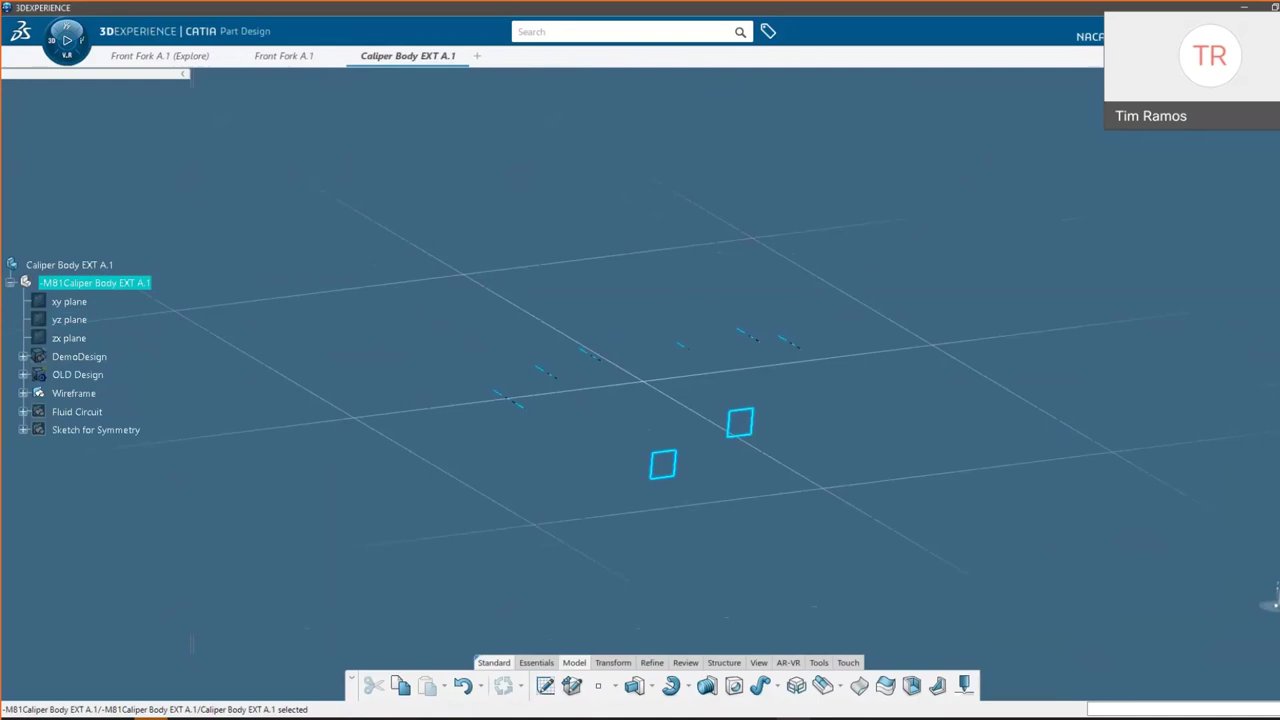 3DEXPERIENCE
3DEXPERIENCE | CATIA Part Design
Search
NACA
3D
V.R
Front Fork A.1 (Explore)
Front Fork A.1
Caliper Body EXT A.1
TR
Tim Ramos
Caliper Body EXT A.1
-M81Caliper Body EXT A.1
xy plane
yz plane
zx plane
DemoDesign
OLD Design
Wireframe
Fluid Circuit
Sketch for Symmetry
Standard Essentials Model Transform Refine Review Structure View AR-VR Tools Touch
-M81Caliper Body EXT A.1/-M81Caliper Body EXT A.1/Caliper Body EXT A.1 selected